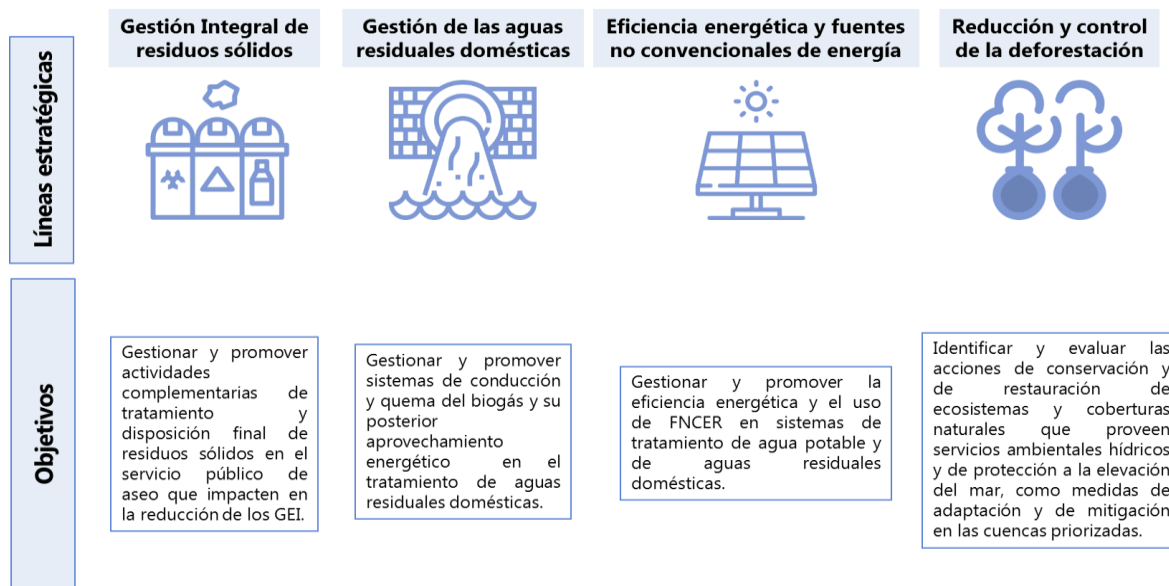 Líneas estratégicas
Gestión Integral de
residuos sólidos
Gestión de las aguas
residuales domésticas
Eficiencia energética y fuentes
no convencionales de energía
Reducción y control
de la deforestación
Objetivos
Gestionar y promover
actividades
complementarias de
tratamiento y
disposición final de
residuos sólidos en el
servicio público de
aseo que impacten en
la reducción de los GEI.
Gestionar y promover
sistemas de conducción
y quema del biogás y su
posterior
aprovechamiento
energético en el
tratamiento de aguas
residuales domésticas.
Gestionar y promover la
eficiencia energética y el uso
de FNCER en sistemas de
tratamiento de agua potable y
de aguas residuales
domésticas.
Identificar y evaluar las
acciones de conservación y
de restauración de
ecosistemas y coberturas
naturales que proveen
servicios ambientales hídricos
y de protección a la elevación
del mar, como medidas de
adaptación y de mitigación
en las cuencas priorizadas.